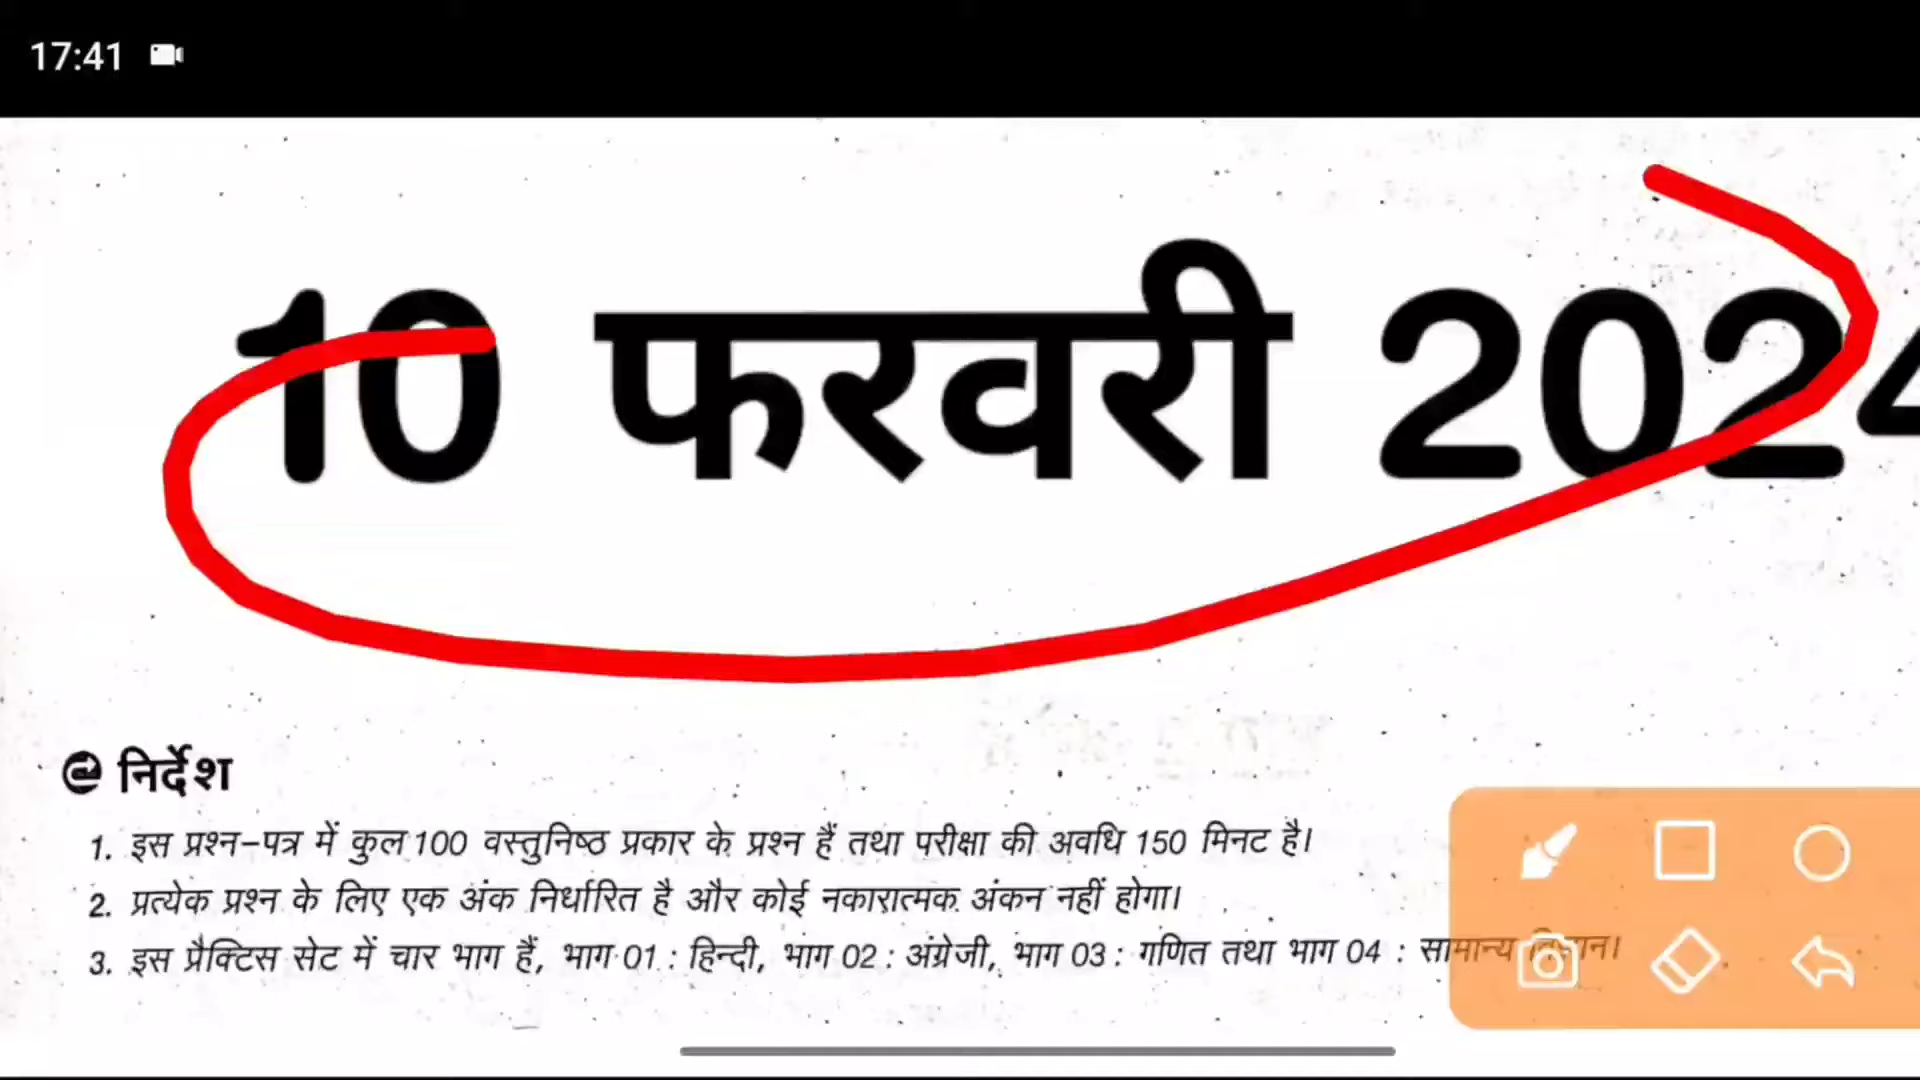 17:41
10 फरवरी 2024
निर्देश
1. इस प्रश्न-पत्र में कुल 100 वस्तुनिष्ठ प्रकार के प्रश्न हैं तथा परीक्षा की अवधि 150 मिनट है।
2. प्रत्येक प्रश्न के लिए एक अंक निर्धारित है और कोई नकारात्मक अंकन नहीं होगा।
3. इस प्रैक्टिस सेट में चार भाग हैं, भाग 01 : हिन्दी, भाग 02 : अंग्रेजी, भाग 03 : गणित तथा भाग 04 : सामान्य विज्ञान।